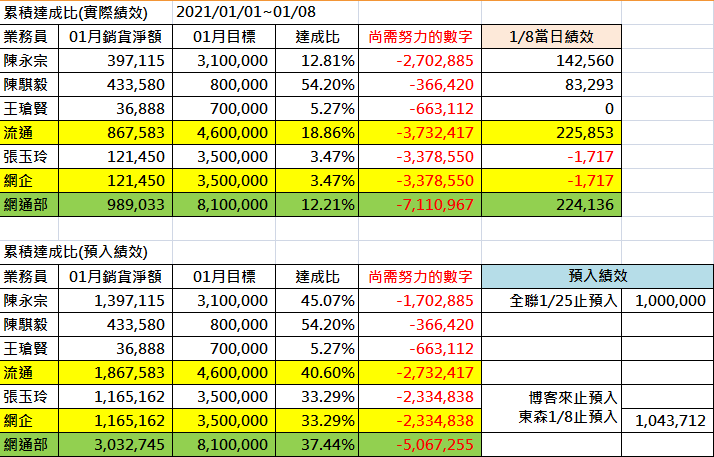 累積達成比(實際績效) 2021/01/01~01/08
業務員 01月銷貨淨額 01月目標 達成比 尚需努力的數字 1/8當日績效
陳永宗 397,115 3,100,000 12.81% -2,702,885 142,560
陳騏毅 433,580 800,000 54.20% -366,420 83,293
王瑲賢 36,888 700,000 5.27% -663,112 0
流通 867,583 4,600,000 18.86% -3,732,417 225,853
張玉玲 121,450 3,500,000 3.47% -3,378,550 -1,717
網企 121,450 3,500,000 3.47% -3,378,550 -1,717
網通部 989,033 8,100,000 12.21% -7,110,967 224,136
累積達成比(預入績效)
業務員 01月銷貨淨額 01月目標 達成比 尚需努力的數字 預入績效
陳永宗 1,397,115 3,100,000 45.07% -1,702,885 全聯1/25止預入 1,000,000
陳騏毅 433,580 800,000 54.20% -366,420
王瑲賢 36,888 700,000 5.27% -663,112
流通 1,867,583 4,600,000 40.60% -2,732,417
張玉玲 1,165,162 3,500,000 33.29% -2,334,838 博客來止預入
網企 1,165,162 3,500,000 33.29% -2,334,838 東森1/8止預入 1,043,712
網通部 3,032,745 8,100,000 37.44% -5,067,255